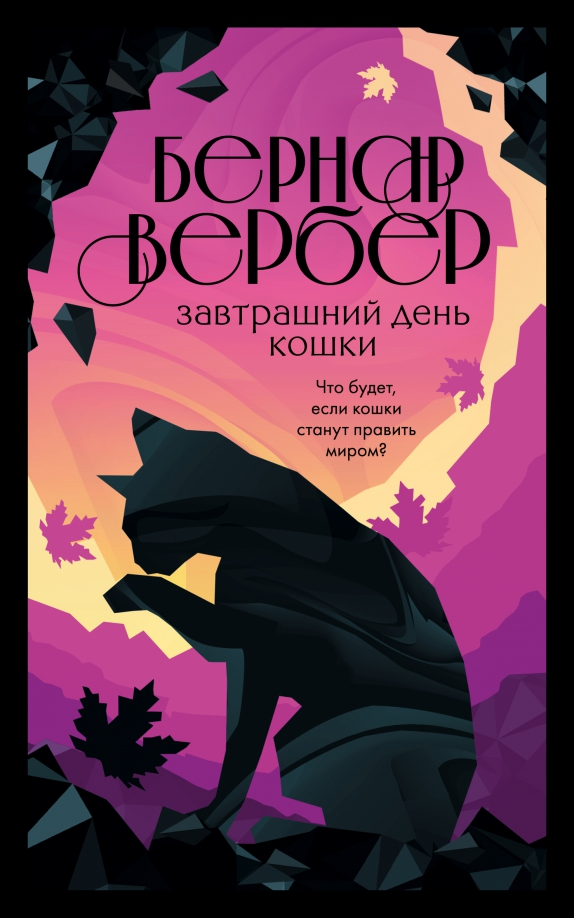 Бернар
Вербер
завтрашний день
кошки
Что будет,
если кошки
станут править
миром?